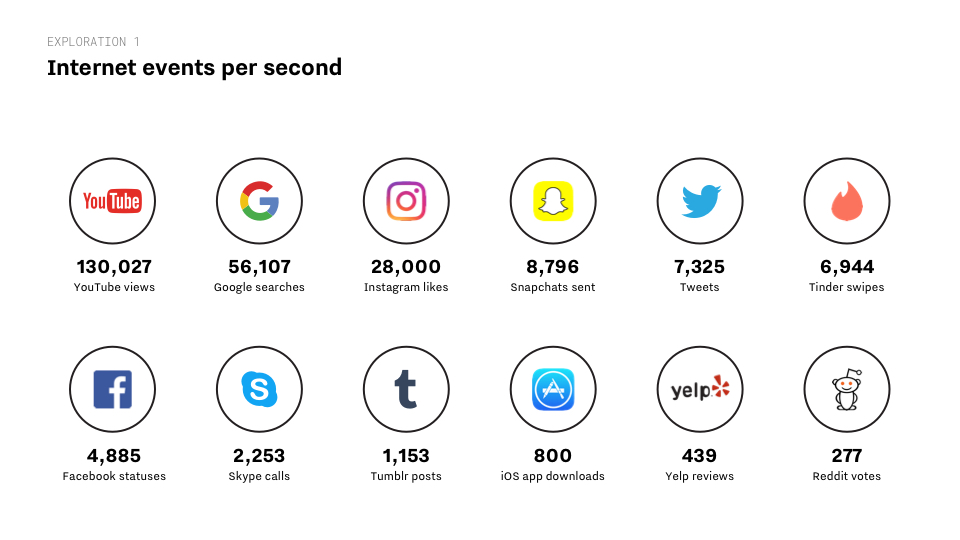 EXPLORATION 1
Internet events per second
YouTube
130,027
YouTube views
G
56,107
Google searches
28,000
Instagram likes
8,796
Snapchats sent
7,325
Tweets
6,944
Tinder swipes
f
4,885
Facebook statuses
S
2,253
Skype calls
t
1,153
Tumblr posts
800
iOS app downloads
yelp
439
Yelp reviews
277
Reddit votes